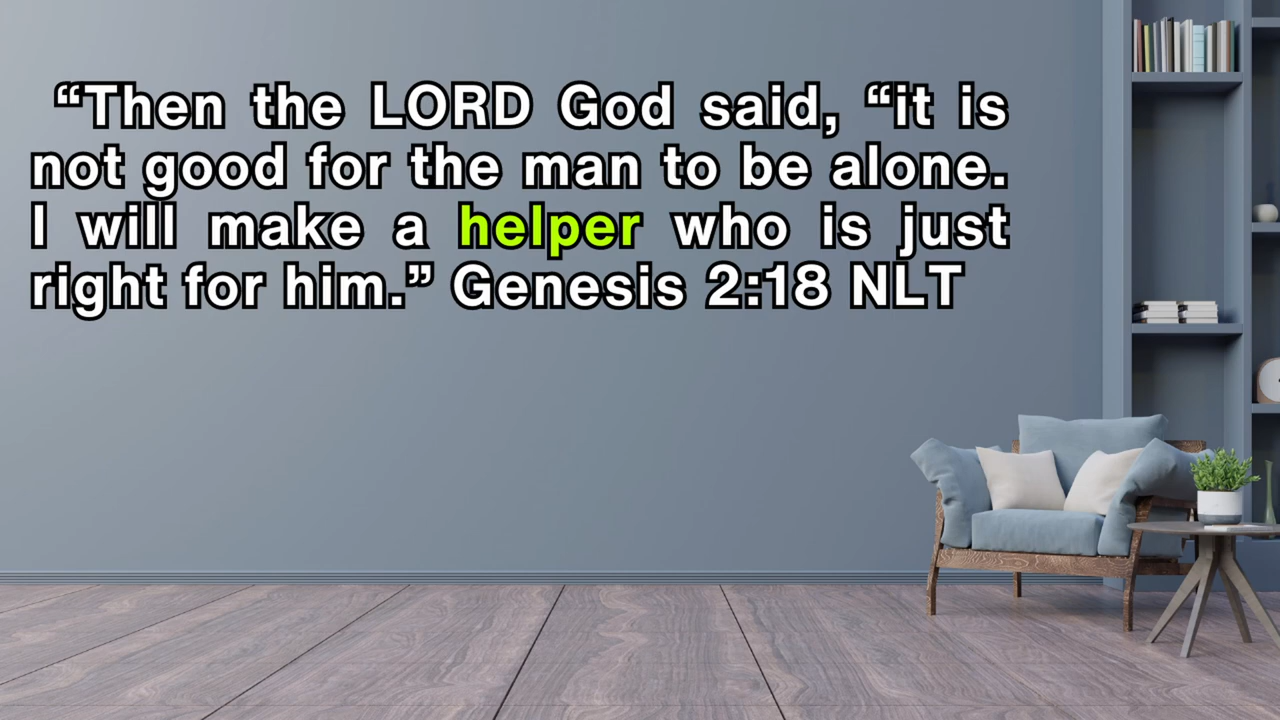 “Then the LORD God said, “it is
not good for the man to be alone.
I will make a helper who is just
right for him.” Genesis 2:18 NLT